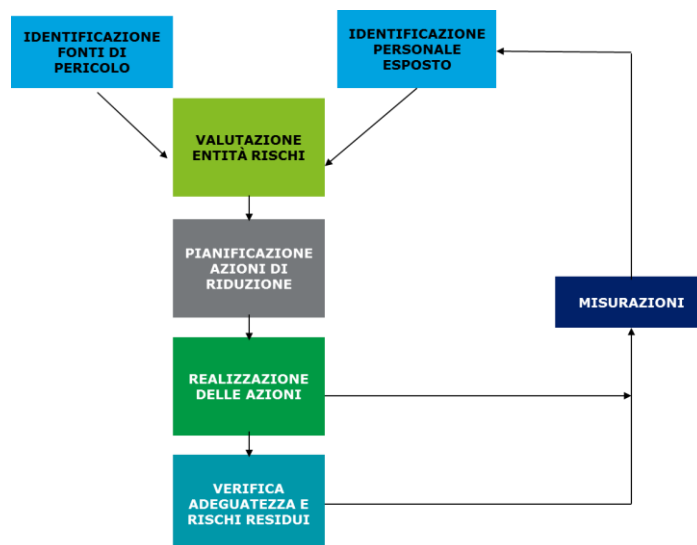 IDENTIFICAZIONE
FONTI DI
PERICOLO
IDENTIFICAZIONE
PERSONALE
ESPOSTO
VALUTAZIONE
ENTITÀ RISCHI
PIANIFICAZIONE
AZIONI DI
RIDUZIONE
MISURAZIONI
REALIZZAZIONE
DELLE AZIONI
VERIFICA
ADEGUATEZZA E
RISCHI RESIDUI